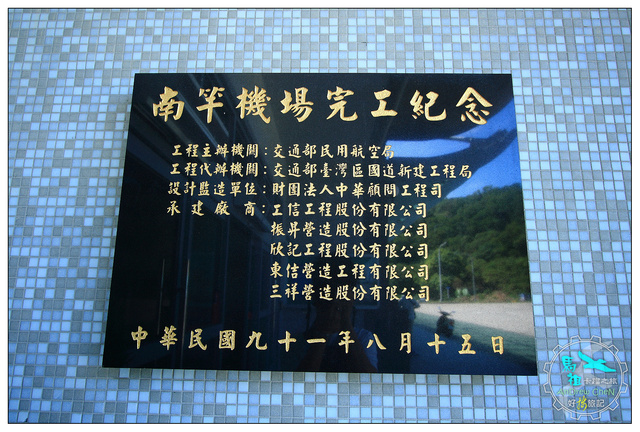 南竿機場完工紀念
工程主辦機關：交通部民用航空局
工程代辦機關：交通部臺灣區國道新建工程局
設計監造單位：財團法人中華顧問工程司
承建廠商：工信工程股份有限公司
振昇營造股份有限公司
欣記工程股份有限公司
東信營造工程有限公司
三祥營造股份有限公司
中華民國九十一年八月十五日
馬祖